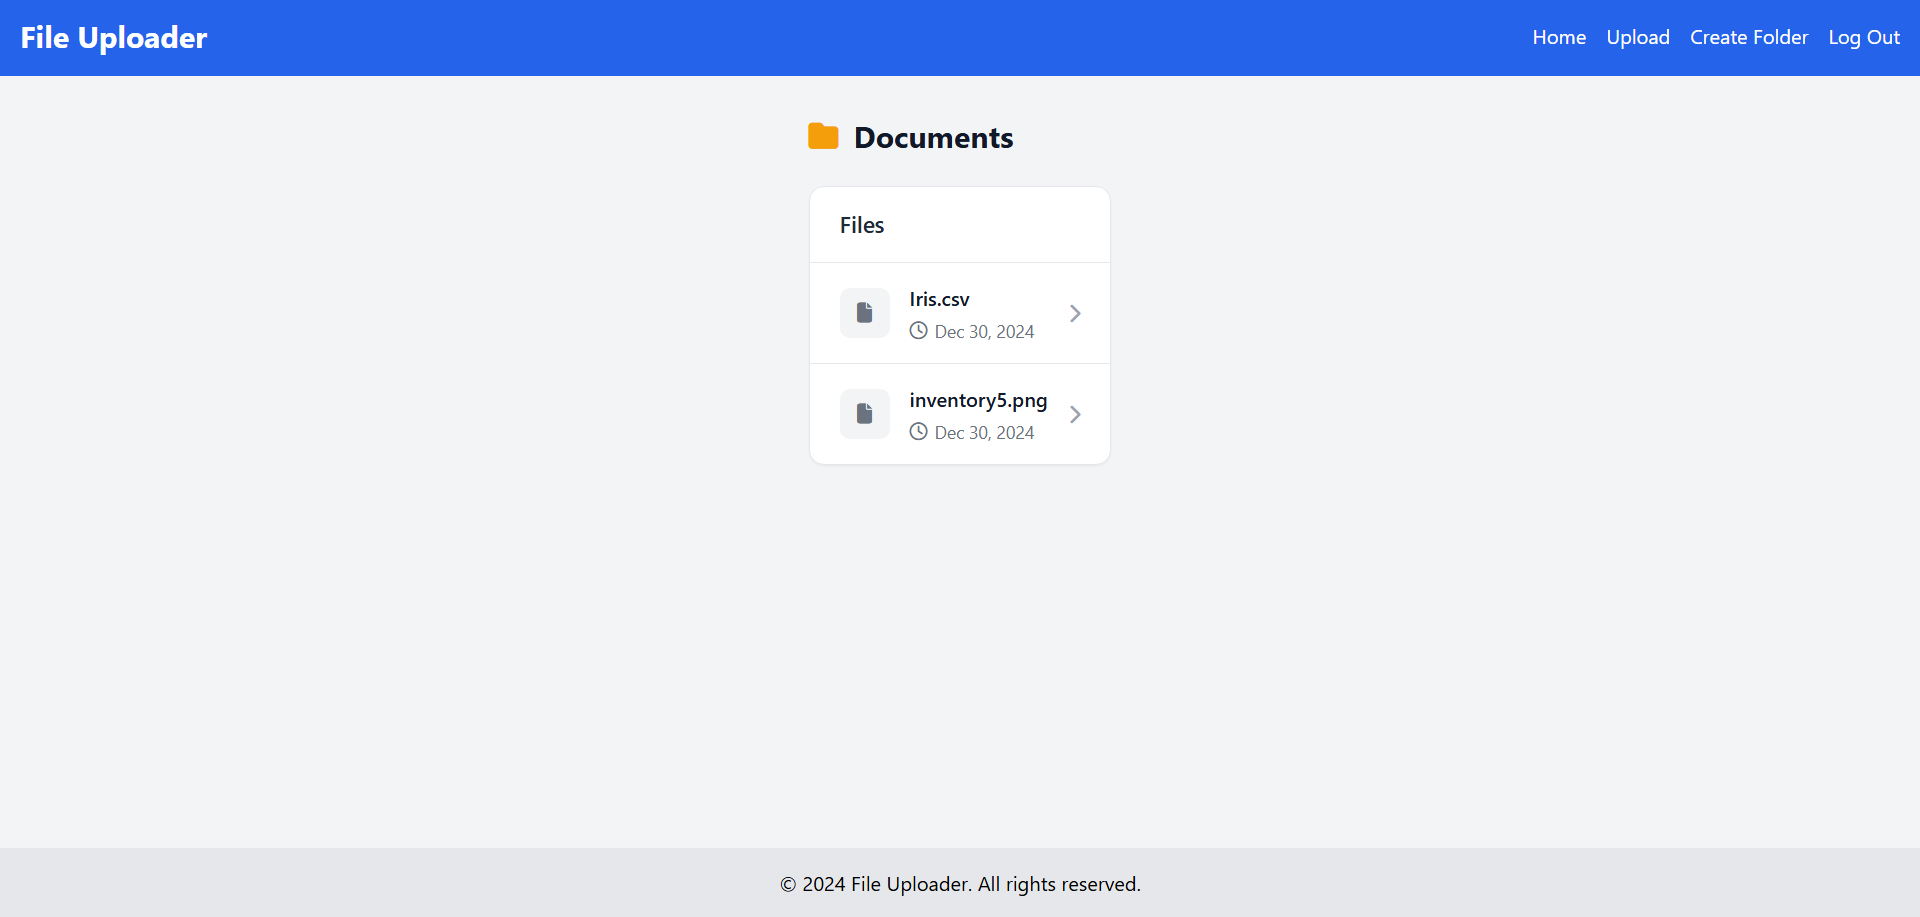 File Uploader
Home Upload Create Folder Log Out
Documents
Files
Iris.csv
Dec 30, 2024
inventory5.png
Dec 30, 2024
© 2024 File Uploader. All rights reserved.